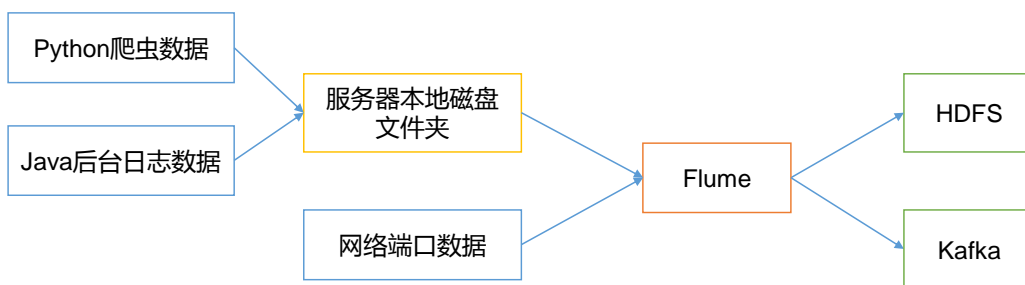 Python爬虫数据
Java后台日志数据
服务器本地磁盘
文件夹
网络端口数据
Flume
HDFS
Kafka